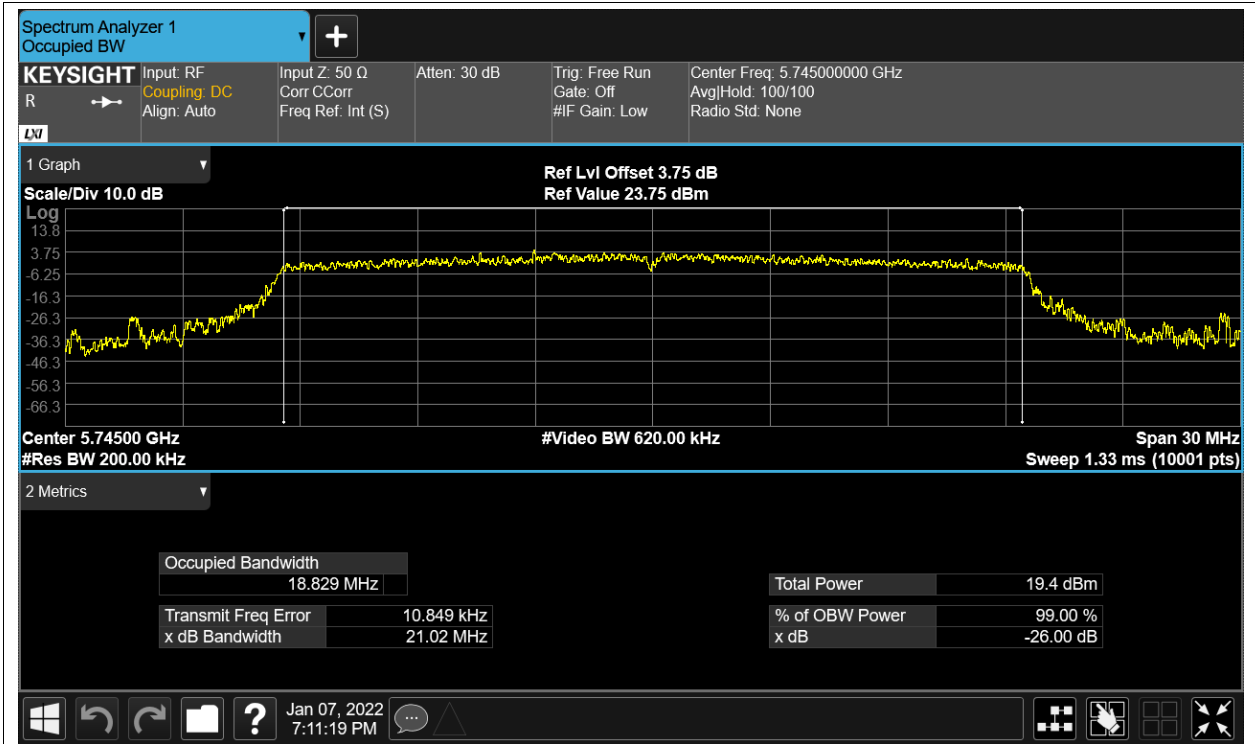 Spectrum Analyzer 1
Occupied BW
KEYSIGHT
R
LXI
Input: RF
Coupling: DC
Align: Auto
Input Z: 50 Ω
Corr CCorr
Freq Ref: Int (S)
Atten: 30 dB
Trig: Free Run
Gate: Off
#IF Gain: Low
Center Freq: 5.745000000 GHz
Avg|Hold: 100/100
Radio Std: None
1 Graph
Scale/Div 10.0 dB
Ref Lvl Offset 3.75 dB
Ref Value 23.75 dBm
Log
13.8
3.75
-6.25
-16.3
-26.3
-36.3
-46.3
-56.3
-66.3
Center 5.74500 GHz
#Video BW 620.00 kHz
Span 30 MHz
#Res BW 200.00 kHz
Sweep 1.33 ms (10001 pts)
2 Metrics
Occupied Bandwidth
18.829 MHz
Total Power 19.4 dBm
Transmit Freq Error 10.849 kHz
% of OBW Power 99.00 %
x dB Bandwidth 21.02 MHz
x dB -26.00 dB
?
Jan 07, 2022
7:11:19 PM